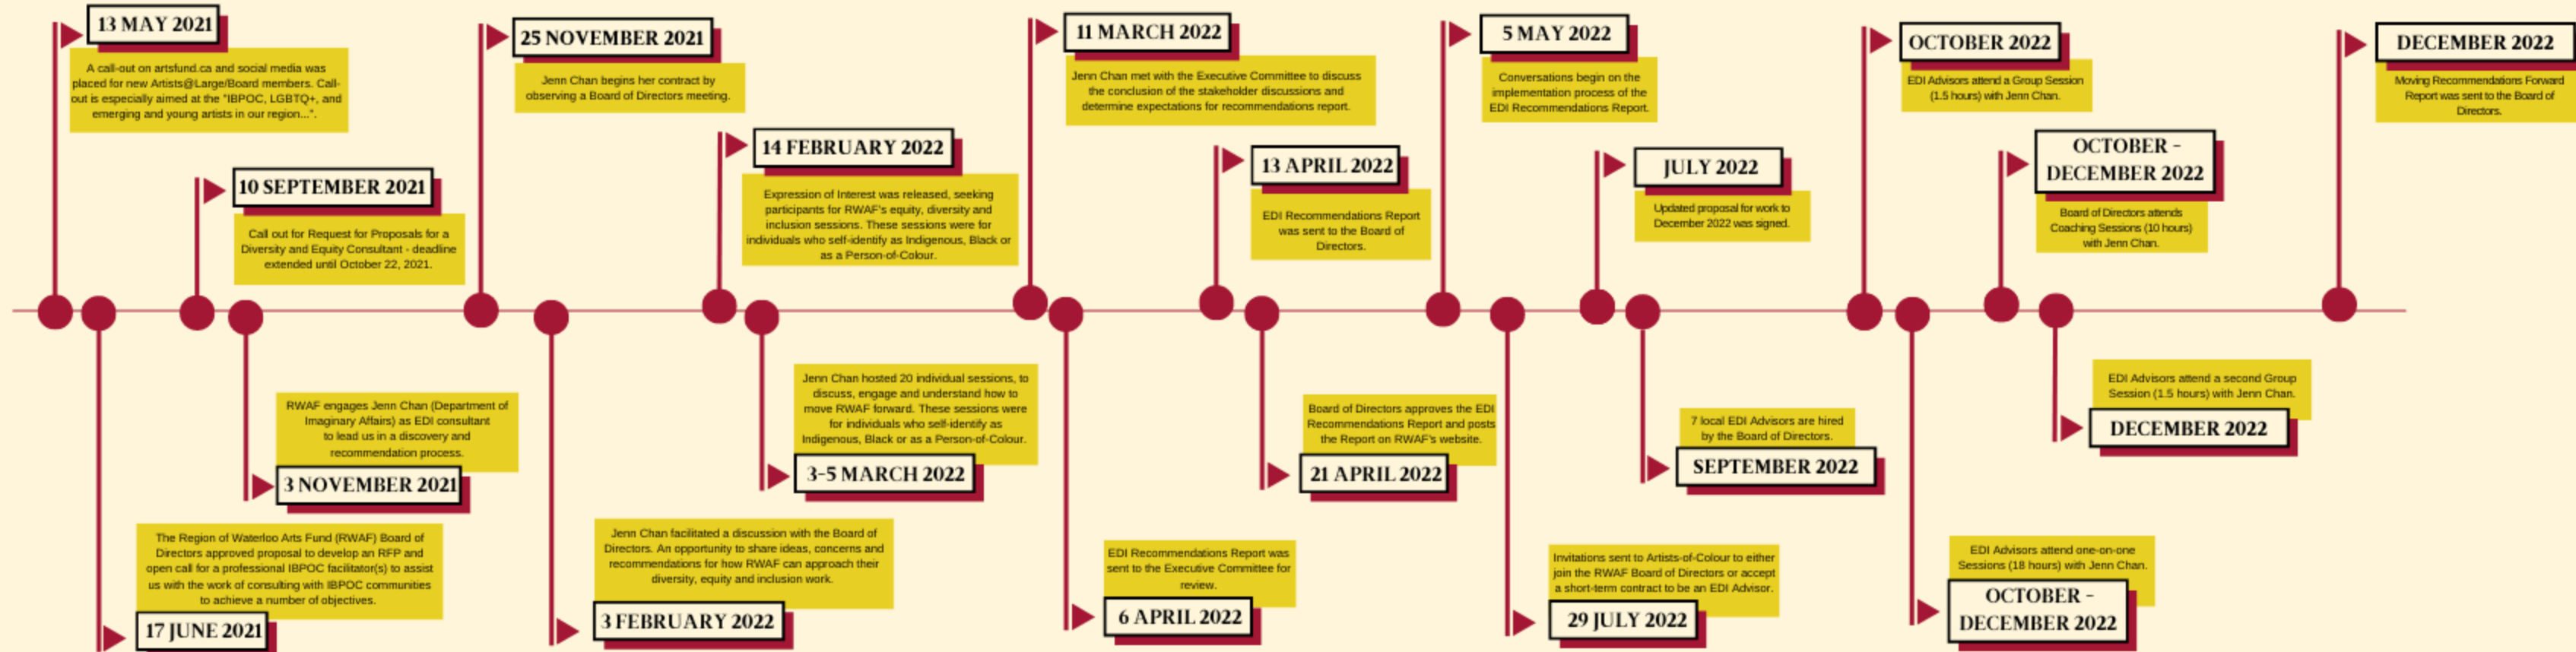 13 MAY 2021
A call-out on artsfund.ca and social media was
placed for new Artists@Large/Board members. Call-
out is especially aimed at the "IBPOC, LGBTQ+, and
emerging and young artists in our region...".
17 JUNE 2021
The Region of Waterloo Arts Fund (RWAF) Board of
Directors approved proposal to develop an RFP and
open call for a professional IBPOC facilitator(s) to assist
us with the work of consulting with IBPOC communities
to achieve a number of objectives.
10 SEPTEMBER 2021
Call out for Request for Proposals for a
Diversity and Equity Consultant - deadline
extended until October 22, 2021.
RWAF engages Jenn Chan (Department of
Imaginary Affairs) as EDI consultant
to lead us in a discovery and
recommendation process.
3 NOVEMBER 2021
25 NOVEMBER 2021
Jenn Chan begins her contract by
observing a Board of Directors meeting.
Jenn Chan facilitated a discussion with the Board of
Directors. An opportunity to share ideas, concerns and
recommendations for how RWAF can approach their
diversity, equity and inclusion work.
3 FEBRUARY 2022
14 FEBRUARY 2022
Expression of Interest was released, seeking
participants for RWAF's equity, diversity and
inclusion sessions. These sessions were for
individuals who self-identify as Indigenous, Black or
as a Person-of-Colour.
Jenn Chan hosted 20 individual sessions, to
discuss, engage and understand how to
move RWAF forward. These sessions were
for individuals who self-identify as
Indigenous, Black or as a Person-of-Colour.
3-5 MARCH 2022
11 MARCH 2022
Jenn Chan met with the Executive Committee to discuss
the conclusion of the stakeholder discussions and
determine expectations for recommendations report.
EDI Recommendations Report was
sent to the Executive Committee for
review.
6 APRIL 2022
13 APRIL 2022
EDI Recommendations Report
was sent to the Board of
Directors.
Board of Directors approves the EDI
Recommendations Report and posts
the Report on RWAF's website.
21 APRIL 2022
5 MAY 2022
Conversations begin on the
implementation process of the
EDI Recommendations Report.
Invitations sent to Artists-of-Colour to either
join the RWAF Board of Directors or accept
a short-term contract to be an EDI Advisor.
29 JULY 2022
JULY 2022
Updated proposal for work to
December 2022 was signed.
7 local EDI Advisors are hired
by the Board of Directors.
SEPTEMBER 2022
OCTOBER 2022
EDI Advisors attend a Group Session
(1.5 hours) with Jenn Chan.
EDI Advisors attend one-on-one
Sessions (18 hours) with Jenn Chan.
OCTOBER -
DECEMBER 2022
OCTOBER -
DECEMBER 2022
Board of Directors attends
Coaching Sessions (10 hours)
with Jenn Chan.
EDI Advisors attend a second Group
Session (1.5 hours) with Jenn Chan.
DECEMBER 2022
DECEMBER 2022
Moving Recommendations Forward
Report was sent to the Board of
Directors.